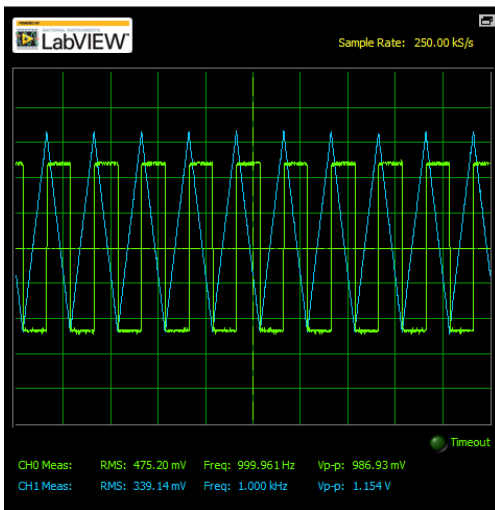 POWERED BY
NATIONAL INSTRUMENTS
LabVIEW™
Sample Rate: 250.00 kS/s
Timeout
CH0 Meas: RMS: 475.20 mV Freq: 999.961 Hz Vp-p: 986.93 mV
CH1 Meas: RMS: 339.14 mV Freq: 1.000 kHz Vp-p: 1.154 V